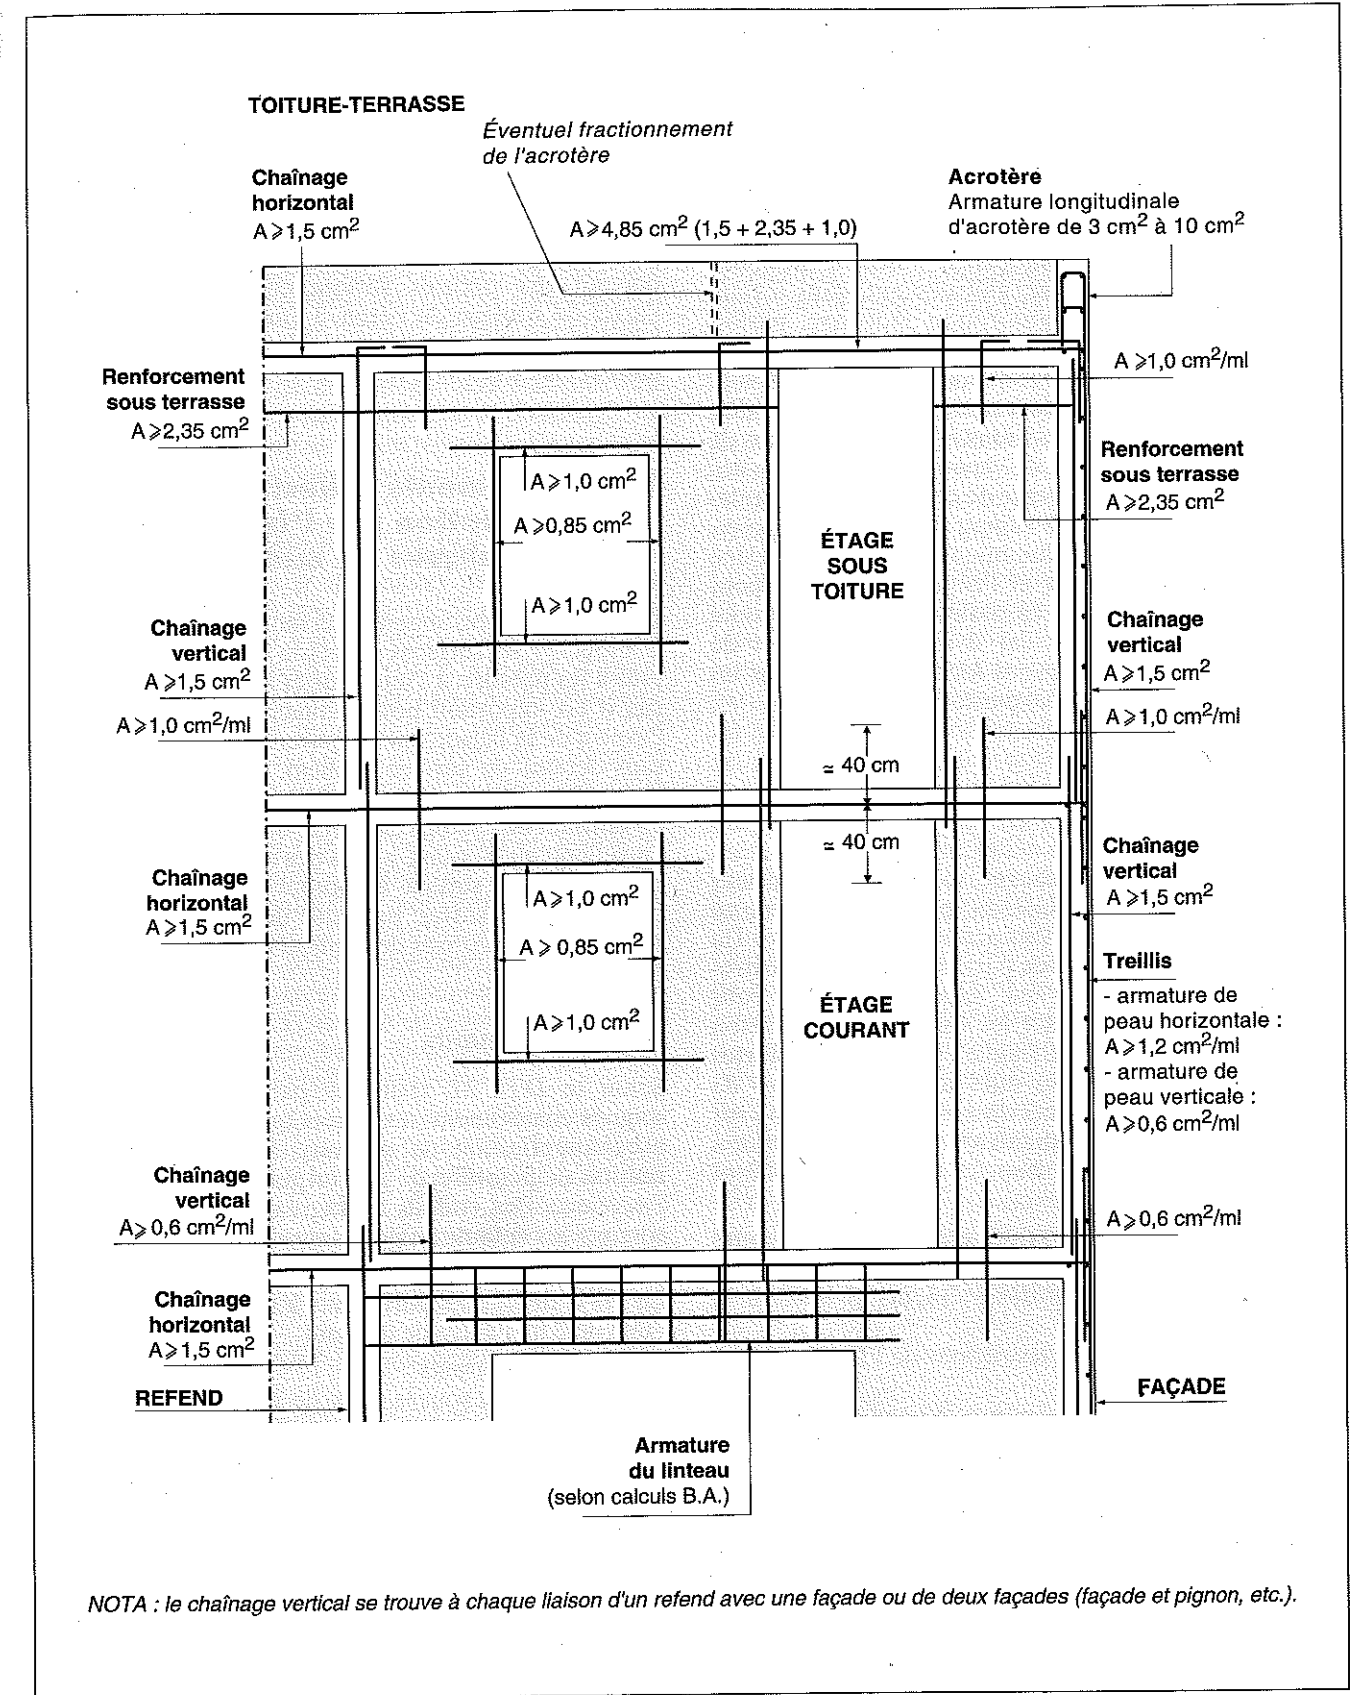 TOITURE-TERRASSE
Éventuel fractionnement
de l'acrotère
Chaînage
horizontal
A⩾1,5 cm²
A⩾4,85 cm² (1,5 + 2,35 + 1,0)
Acrotère
Armature longitudinale
d'acrotère de 3 cm² à 10 cm²
A ⩾1,0 cm²/ml
Renforcement
sous terrasse
A⩾2,35 cm²
Renforcement
sous terrasse
A⩾2,35 cm²
A⩾1,0 cm²
A ⩾0,85 cm²
A⩾1,0 cm²
ÉTAGE
SOUS
TOITURE
Chaînage
vertical
A ⩾1,5 cm²
A⩾1,0 cm²/ml
Chaînage
vertical
A ⩾1,5 cm²
A ⩾1,0 cm²/ml
≃ 40 cm
≃ 40 cm
Chaînage
horizontal
A⩾1,5 cm²
Chaînage
vertical
A⩾1,5 cm²
A⩾1,0 cm²
A ⩾ 0,85 cm²
A⩾1,0 cm²
ÉTAGE
COURANT
Treillis
- armature de
peau horizontale :
A⩾1,2 cm²/ml
- armature de
peau verticale :
A⩾0,6 cm²/ml
Chaînage
vertical
A⩾ 0,6 cm²/ml
A⩾0,6 cm²/ml
Chaînage
horizontal
A⩾1,5 cm²
REFEND
FAÇADE
Armature
du linteau
(selon calculs B.A.)
NOTA : le chaînage vertical se trouve à chaque liaison d'un refend avec une façade ou de deux façades (façade et pignon, etc.).